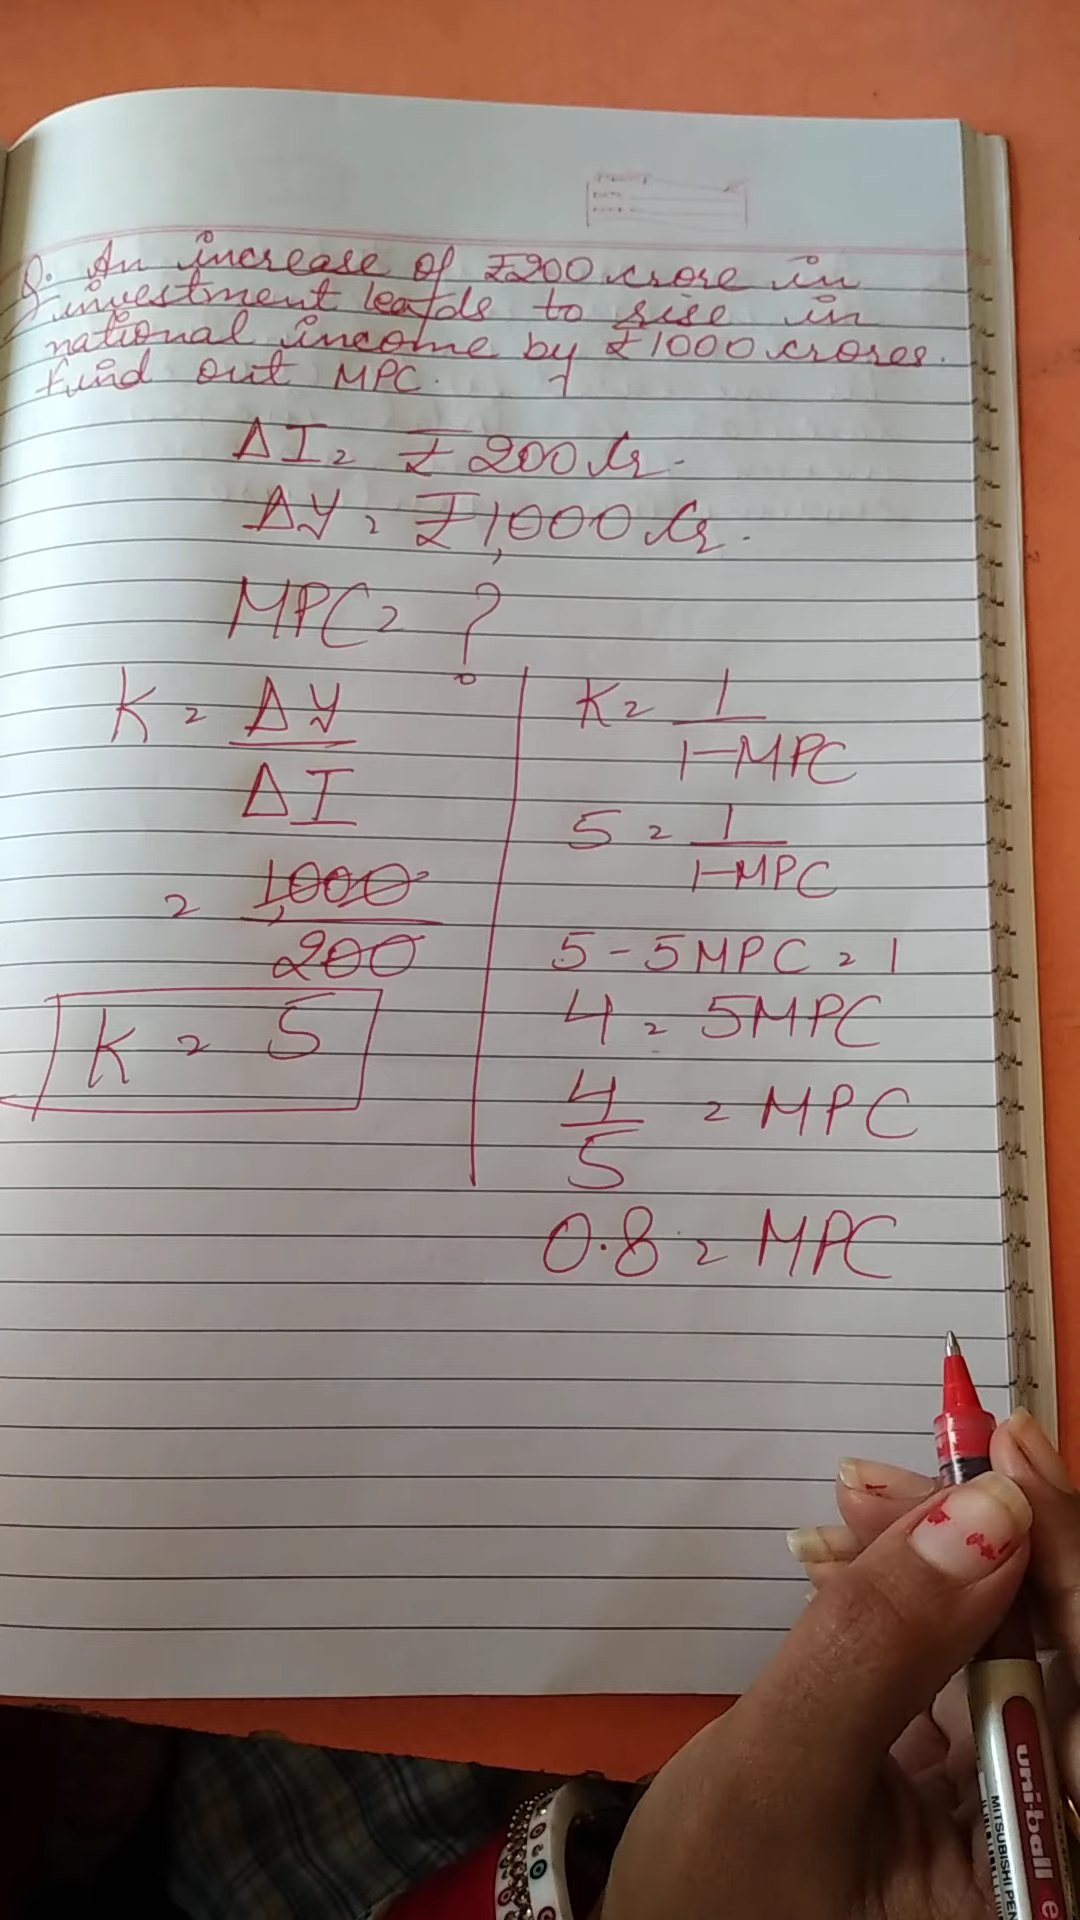 Q. An increase of ₹200 crore in
investment leads to rise in
national income by ₹1000 crores.
Find out MPC.
ΔI = ₹200 Cr.
ΔY = ₹1,000 Cr.
MPC = ?
K = ΔY
ΔI
= 1,000
200
K = 5
K = 1
1-MPC
5 = 1
1-MPC
5 - 5MPC = 1
4 = 5MPC
4 = MPC
5
0.8 = MPC
uni-ball e
MITSUBISHI PEN